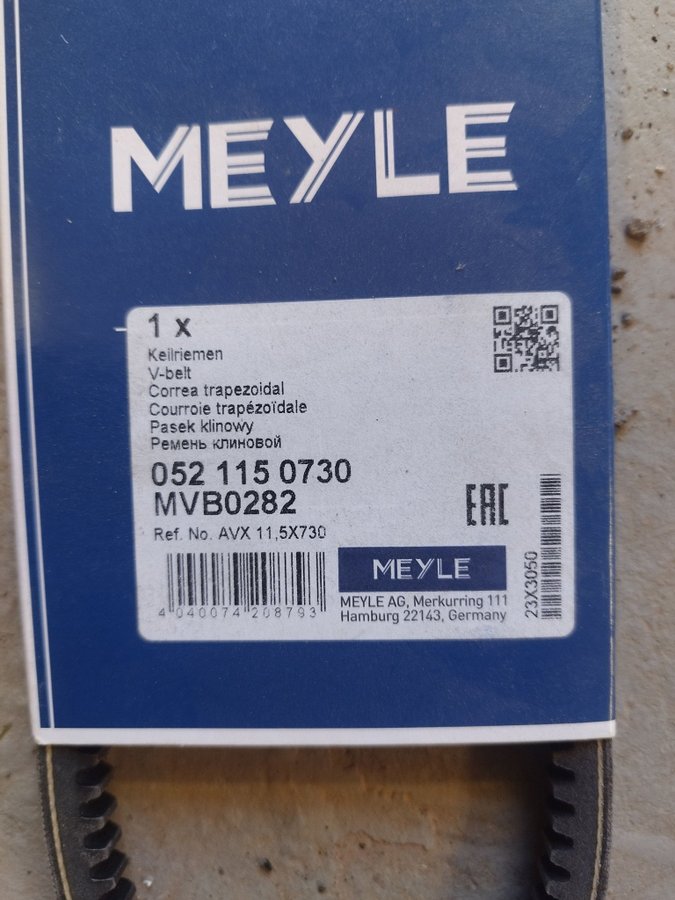 MEYLE
1 x
Keilriemen
V-belt
Correa trapezoidal
Courroie trapézoïdale
Pasek klinowy
Ремень клиновой
052 115 0730
MVB0282
EAC
Ref. No. AVX 11,5X730
4 040074 208793
MEYLE
MEYLE AG, Merkurring 111
Hamburg 22143, Germany
23X3050